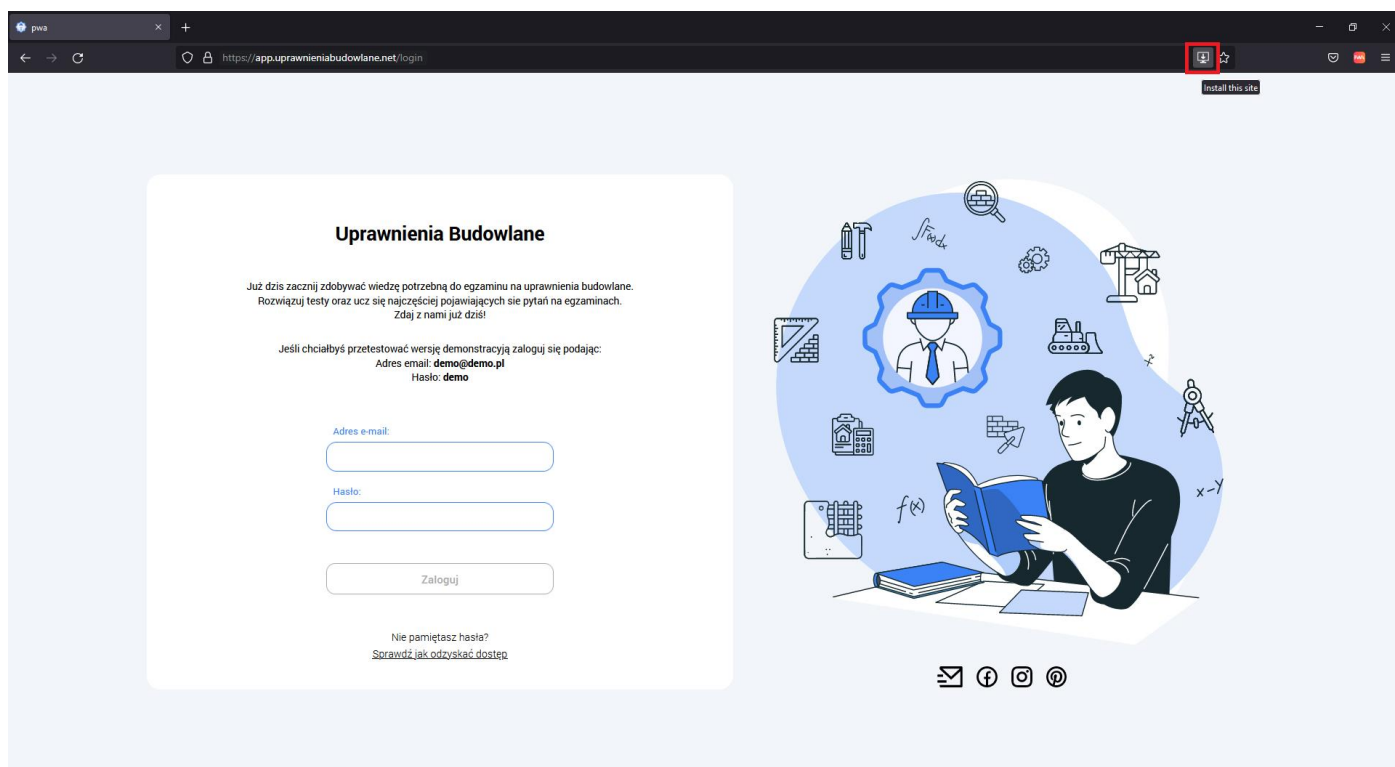 pwa
https://app.uprawnieniabudowlane.net/login
Install this site
Uprawnienia Budowlane
Już dzis zacznij zdobywać wiedzę potrzebną do egzaminu na uprawnienia budowlane.
Rozwiązuj testy oraz ucz się najczęściej pojawiających sie pytań na egzaminach.
Zdaj z nami już dziś!
Jeśli chciałbyś przetestować wersję demonstracyją zaloguj się podając:
Adres email: demo@demo.pl
Hasło: demo
Adres e-mail:
Hasło:
Zaloguj
Nie pamiętasz hasła?
Sprawdź jak odzyskać dostęp
f(x)
x-y